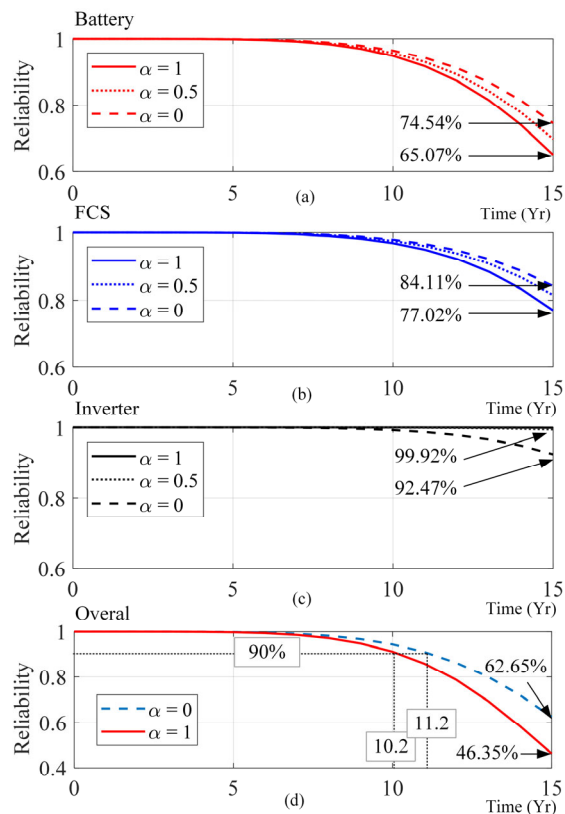 Battery
Reliability
1
0.8
0.6
α = 1
α = 0.5
α = 0
74.54%
65.07%
0
5
10
15
(a)
Time (Yr)
FCS
Reliability
1
0.8
0.6
α − 1
α = 0.5
α = 0
84.11%
77.02%
0
5
10
15
(b)
Time (Yr)
Inverter
Reliability
1
0.8
0.6
α = 1
α = 0.5
α = 0
99.92%
92.47%
0
5
10
15
(c)
Time (Yr)
Overal
Reliability
1
0.8
0.6
0.4
90%
α = 0
α = 1
62.65%
11.2
10.2
46.35%
0
5
10
15
(d)
Time (Yr)